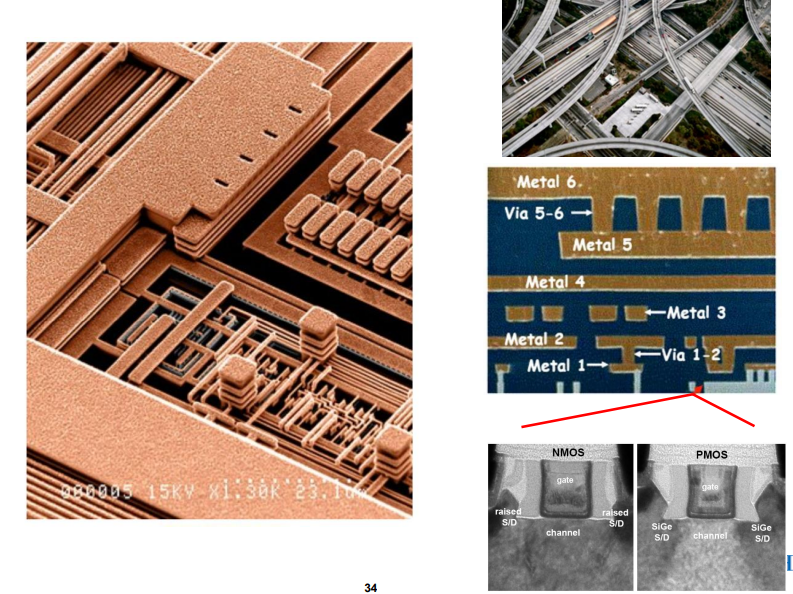 000005 15KV X1.30K 23.1um
Metal 6
Via 5-6
Metal 5
Metal 4
Metal 3
Metal 2
Via 1-2
Metal 1
NMOS
gate
raised
S/D
raised
S/D
channel
PMOS
gate
SiGe
S/D
channel
SiGe
S/D
34